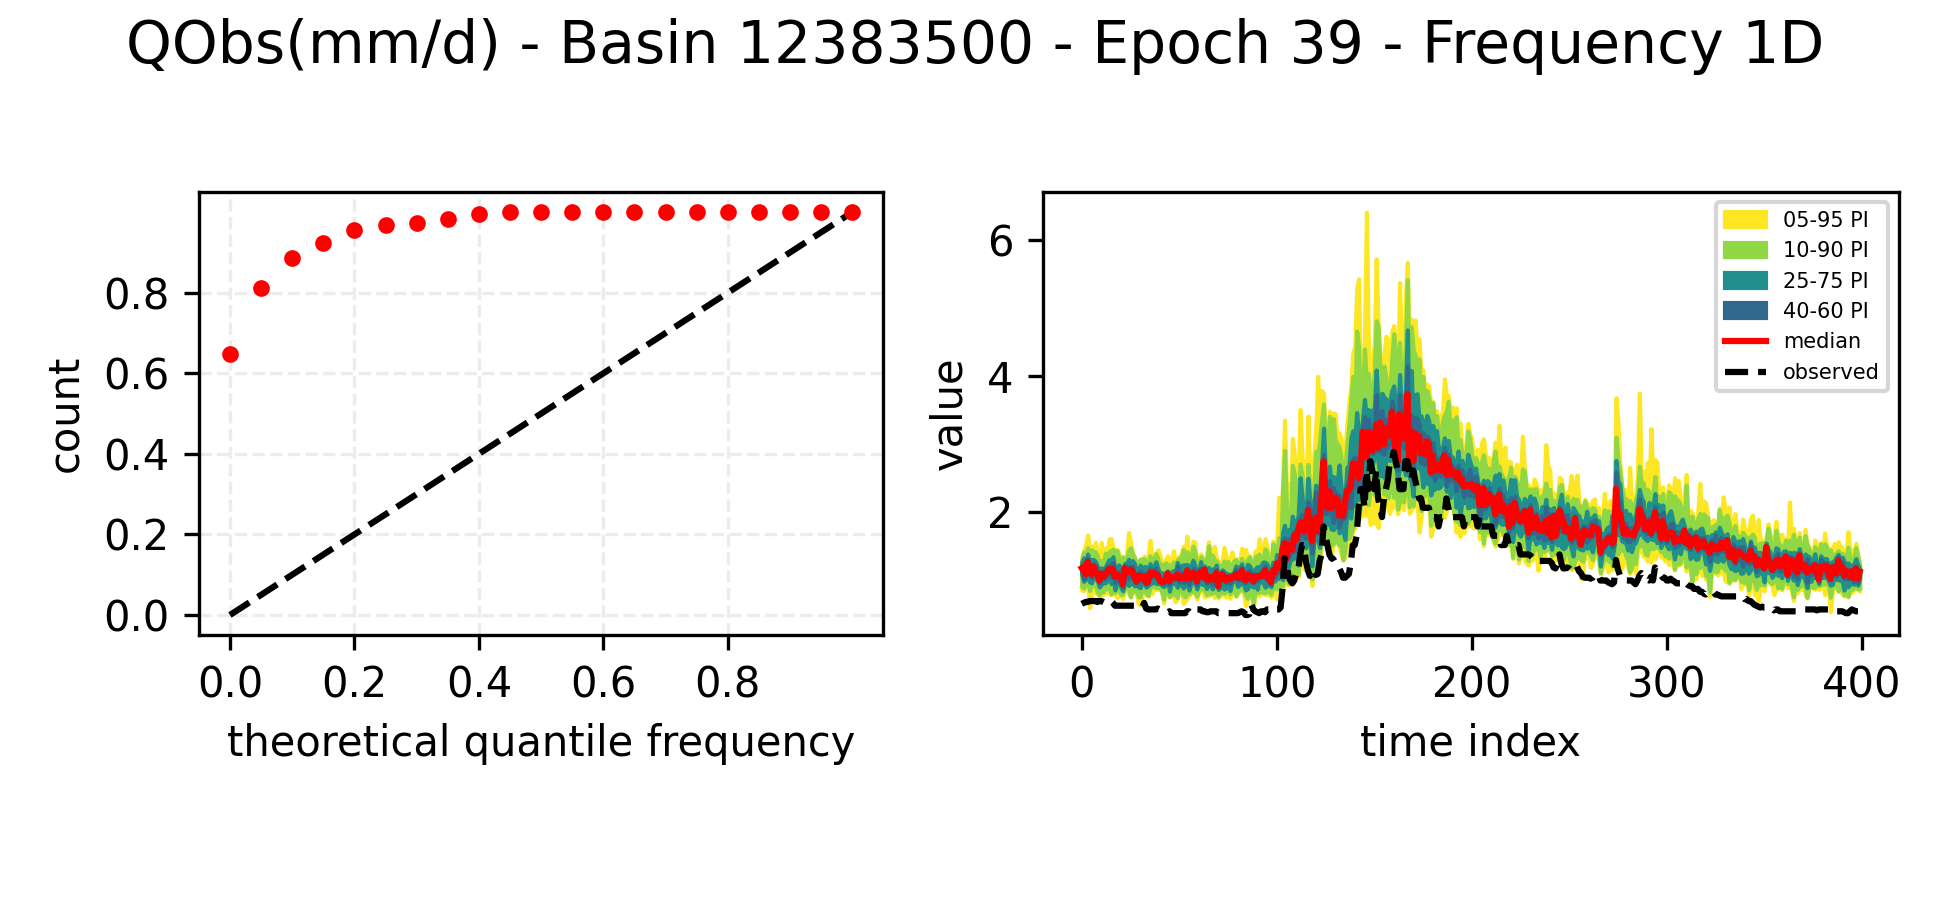 QObs(mm/d) - Basin 12383500 - Epoch 39 - Frequency 1D
count
0.8
0.6
0.4
0.2
0.0
0.0 0.2 0.4 0.6 0.8
theoretical quantile frequency
value
6
4
2
05-95 PI
10-90 PI
25-75 PI
40-60 PI
median
observed
0 100 200 300 400
time index